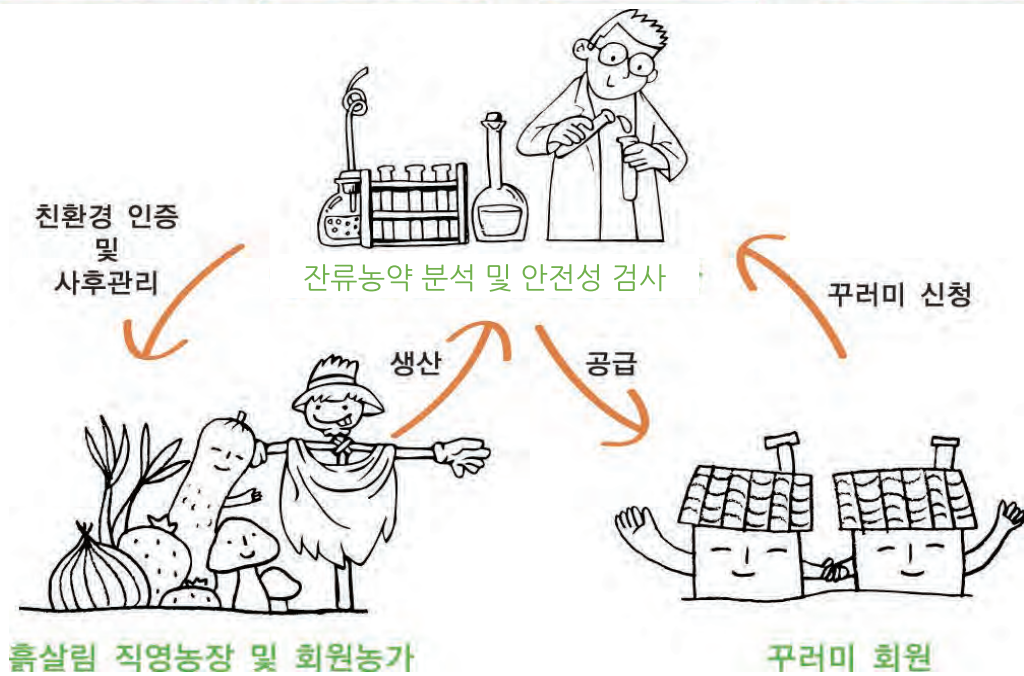 친환경 인증
및
사후관리
잔류농약 분석 및 안전성 검사
꾸러미 신청
생산
공급
흙살림 직영농장 및 회원농가
꾸러미 회원